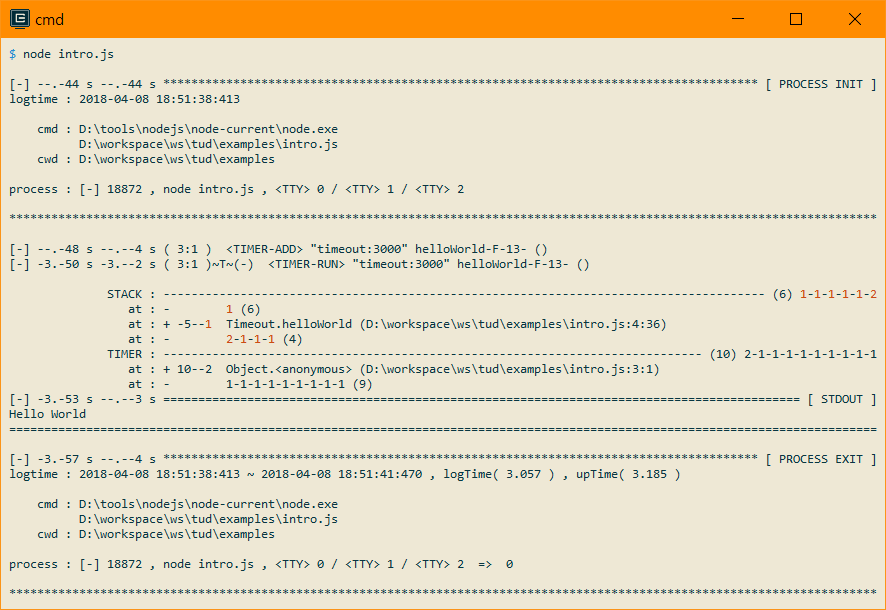 cmd
$ node intro.js
[-] --.-44 s --.-44 s ************************************************************************************* [ PROCESS INIT ]
logtime : 2018-04-08 18:51:38:413
cmd : D:\tools\nodejs\node-current\node.exe
D:\workspace\ws\tud\examples\intro.js
cwd : D:\workspace\ws\tud\examples
process : [-] 18872 , node intro.js , <TTY> 0 / <TTY> 1 / <TTY> 2
****************************************************************************************************************************
[-] --.-48 s --.--4 s ( 3:1 )  <TIMER-ADD> "timeout:3000" helloWorld-F-13- ()
[-] -3.-50 s -3.--2 s ( 3:1 )~T~(-)  <TIMER-RUN> "timeout:3000" helloWorld-F-13- ()
STACK : -------------------------------------------------------------------------------------- (6) 1-1-1-1-1-2
at : -        1 (6)
at : + -5--1  Timeout.helloWorld (D:\workspace\ws\tud\examples\intro.js:4:36)
at : -        2-1-1-1 (4)
TIMER : ----------------------------------------------------------------------------- (10) 2-1-1-1-1-1-1-1-1-1
at : + 10--2  Object.<anonymous> (D:\workspace\ws\tud\examples\intro.js:3:1)
at : -        1-1-1-1-1-1-1-1-1 (9)
[-] -3.-53 s --.--3 s =========================================================================================== [ STDOUT ]
Hello World
============================================================================================================================
[-] -3.-57 s --.--4 s ************************************************************************************* [ PROCESS EXIT ]
logtime : 2018-04-08 18:51:38:413 ~ 2018-04-08 18:51:41:470 , logTime( 3.057 ) , upTime( 3.185 )
cmd : D:\tools\nodejs\node-current\node.exe
D:\workspace\ws\tud\examples\intro.js
cwd : D:\workspace\ws\tud\examples
process : [-] 18872 , node intro.js , <TTY> 0 / <TTY> 1 / <TTY> 2  =>  0
****************************************************************************************************************************